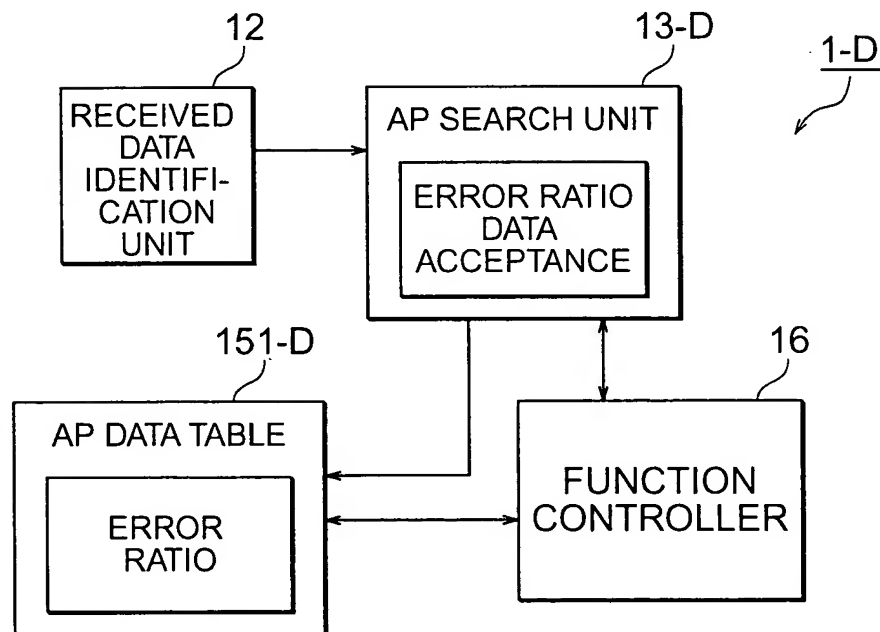 12
13-D
1-D
RECEIVED
DATA
IDENTIFI-
CATION
UNIT
AP SEARCH UNIT
ERROR RATIO
DATA
ACCEPTANCE
151-D
16
AP DATA TABLE
ERROR
RATIO
FUNCTION
CONTROLLER